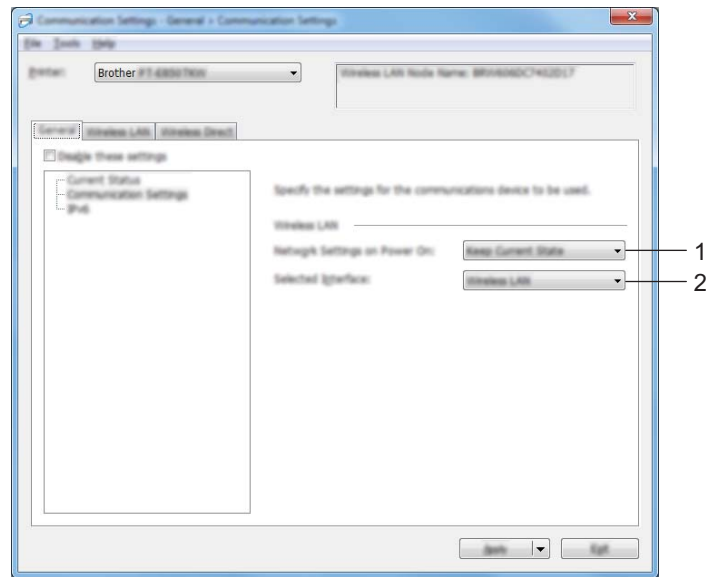 Communication Settings - General > Communication Settings
File Tools Help
Printer:
Brother
Wireless LAN Node Name:
General Wireless LAN Wireless Direct
Disable these settings
Current Status
Communication Settings
IPv6
Specify the settings for the communications device to be used.
Wireless LAN
Network Settings on Power On:
Keep Current State
1
Selected Interface:
Wireless LAN
2
Apply Exit